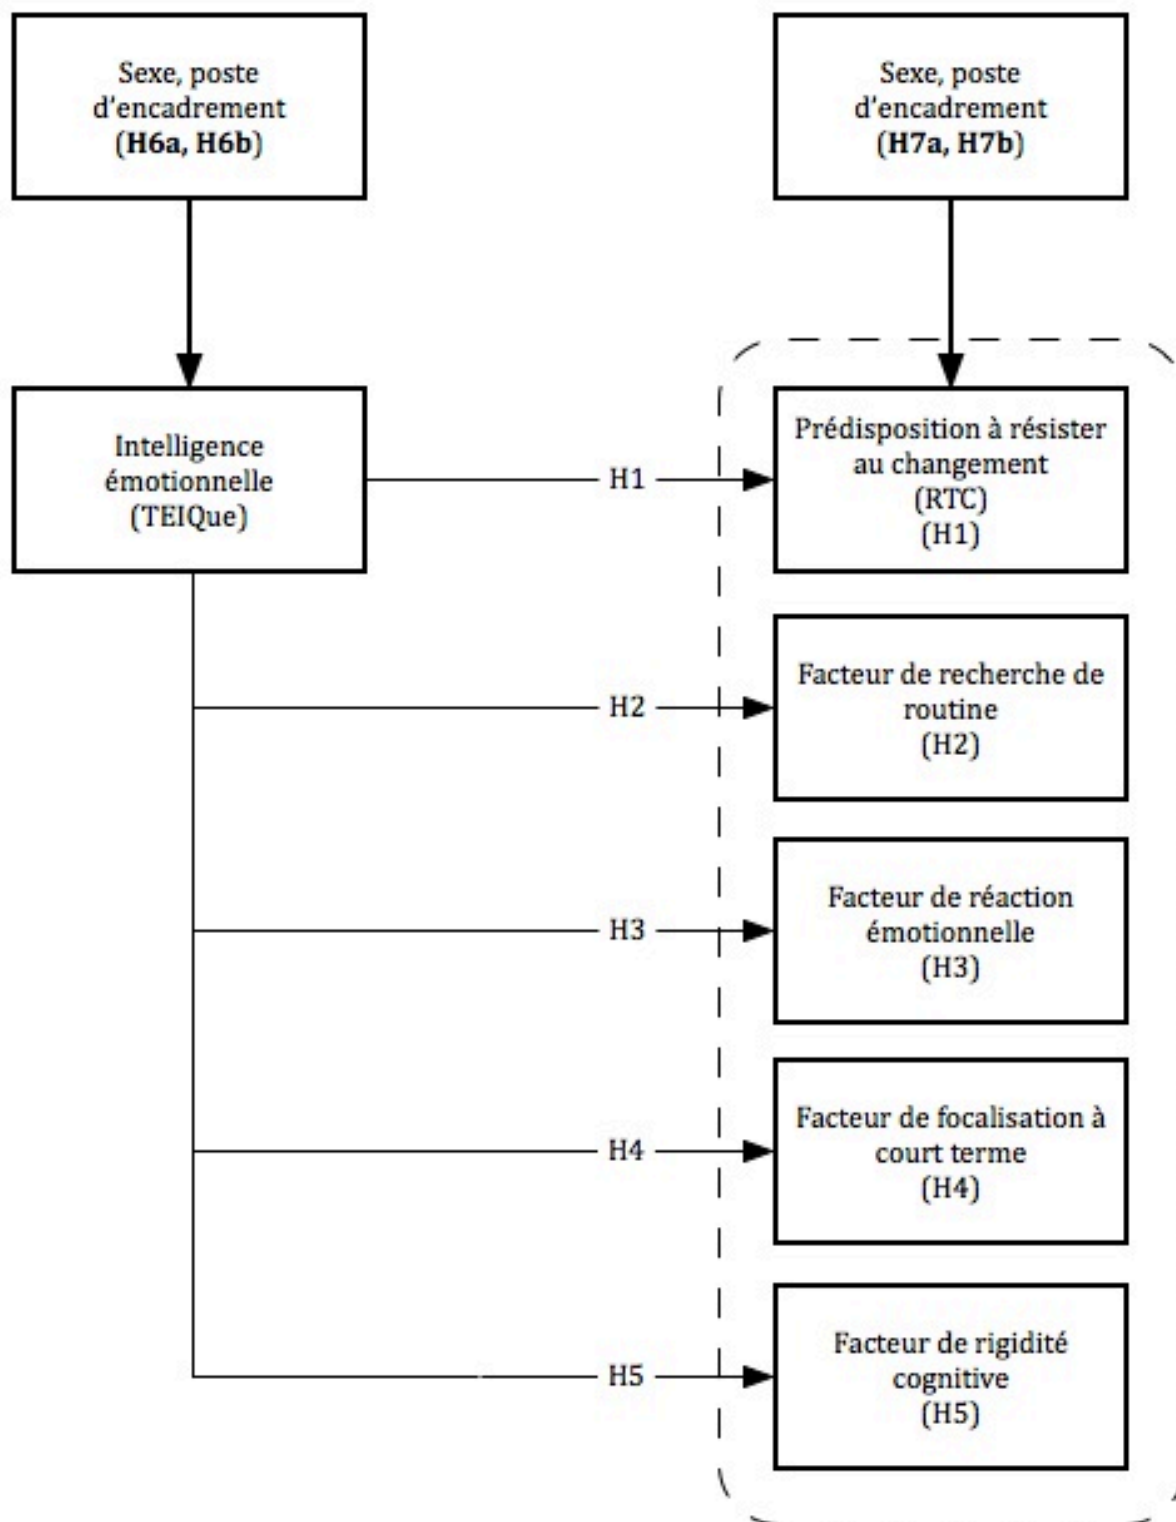 Sexe, poste
d'encadrement
(H6a, H6b)
Sexe, poste
d'encadrement
(H7a, H7b)
Intelligence
émotionnelle
(TEIQue)
H1
Prédisposition à résister
au changement
(RTC)
(H1)
H2
Facteur de recherche de
routine
(H2)
H3
Facteur de réaction
émotionnelle
(H3)
H4
Facteur de focalisation à
court terme
(H4)
H5
Facteur de rigidité
cognitive
(H5)